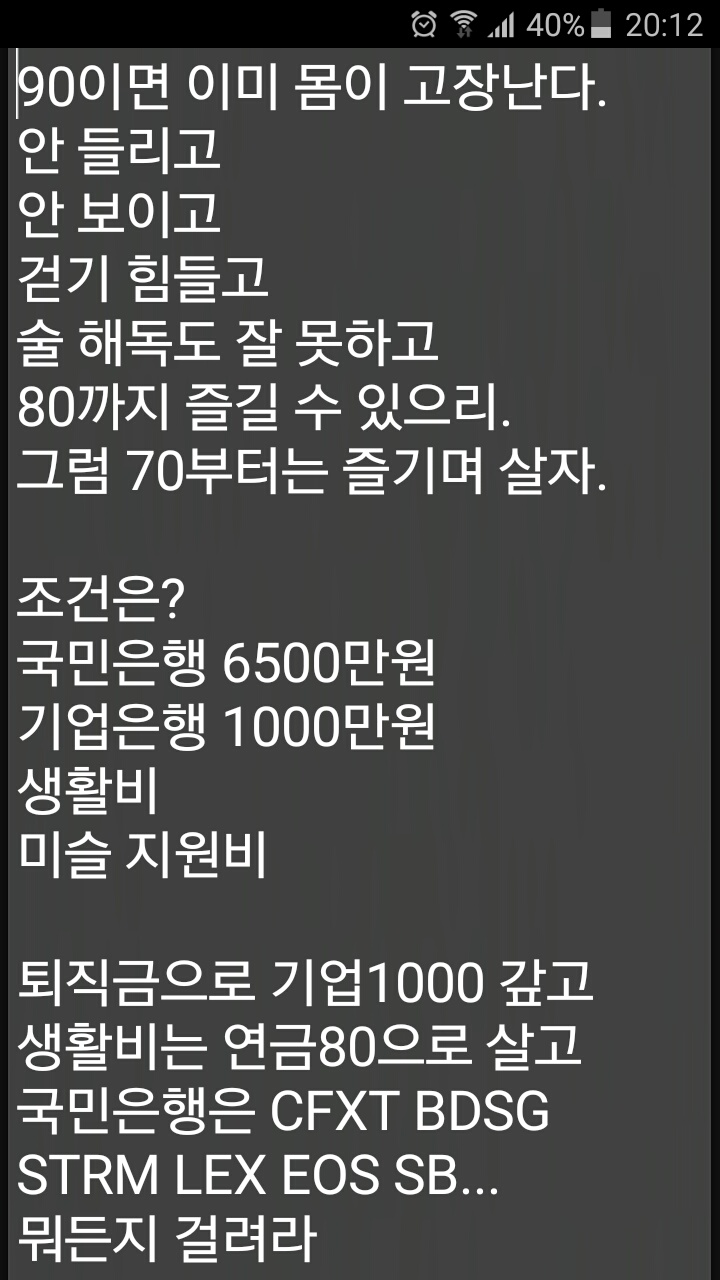 40% 20:12
90이면 이미 몸이 고장난다.
안 들리고
안 보이고
걷기 힘들고
술 해독도 잘 못하고
80까지 즐길 수 있으리.
그럼 70부터는 즐기며 살자.
조건은?
국민은행 6500만원
기업은행 1000만원
생활비
미슬 지원비
퇴직금으로 기업1000 갚고
생활비는 연금80으로 살고
국민은행은 CFXT BDSG
STRM LEX EOS SB...
뭐든지 걸려라